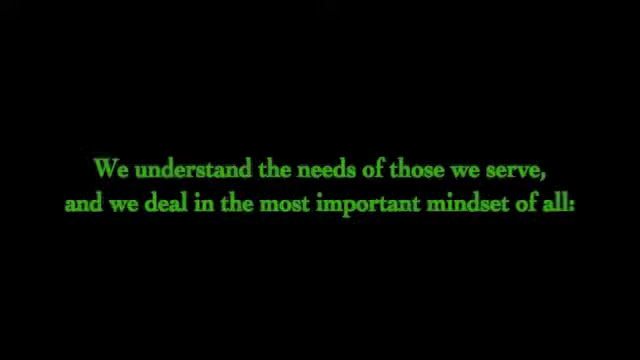 We understand the needs of those we serve,
and we deal in the most important mindset of all: